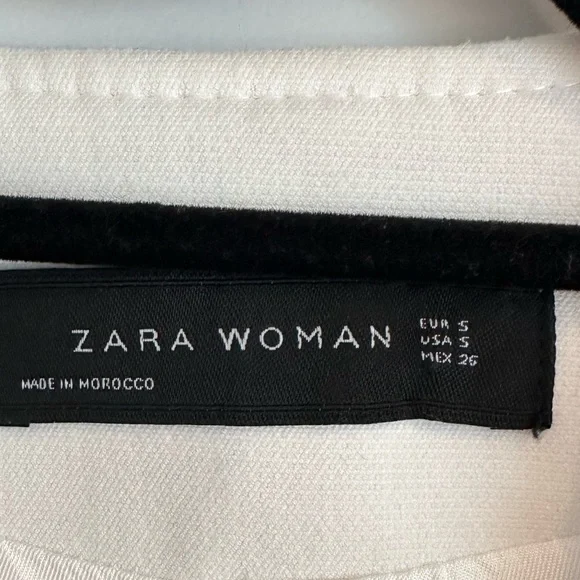 ZARA WOMAN
EUR S
USA S
MEX 26
MADE IN MOROCCO